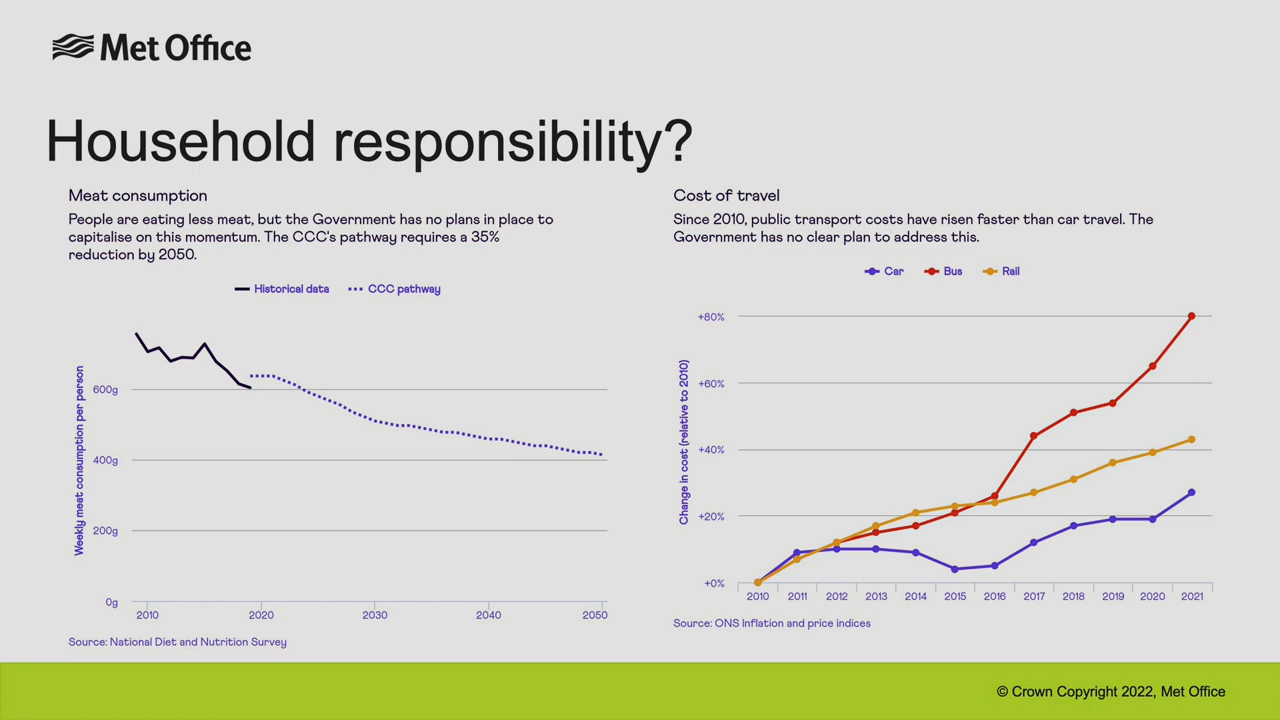 Met Office
Household responsibility?
Meat consumption
People are eating less meat, but the Government has no plans in place to
capitalise on this momentum. The CCC's pathway requires a 35%
reduction by 2050.
Historical data
CCC pathway
Weekly meat consumption per person
600g
400g
200g
0g
2010 2020 2030 2040 2050
Source: National Diet and Nutrition Survey
Cost of travel
Since 2010, public transport costs have risen faster than car travel. The
Government has no clear plan to address this.
Car Bus Rail
Change in cost (relative to 2010)
+80%
+60%
+40%
+20%
+0%
2010 2011 2012 2013 2014 2015 2016 2017 2018 2019 2020 2021
Source: ONS Inflation and price indices
© Crown Copyright 2022, Met Office